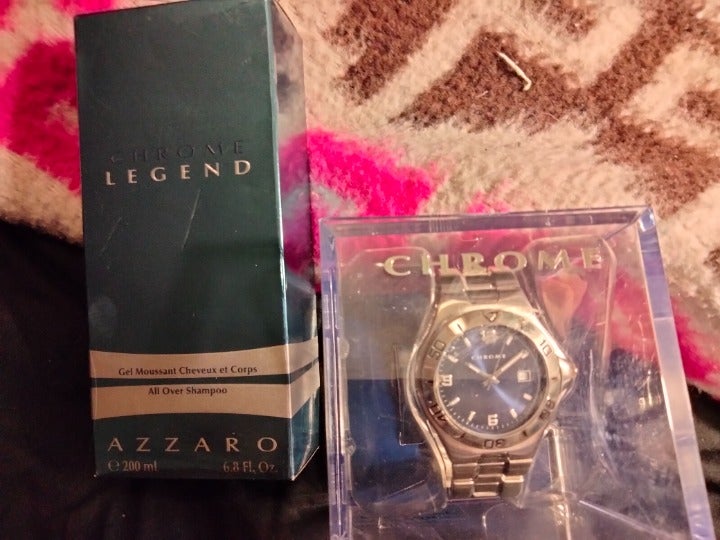 CHROME
LEGEND
Gel Moussant Cheveux et Corps
All Over Shampoo
AZZARO
e 200 ml 6.8 Fl. Oz.
CHROME
CHROME